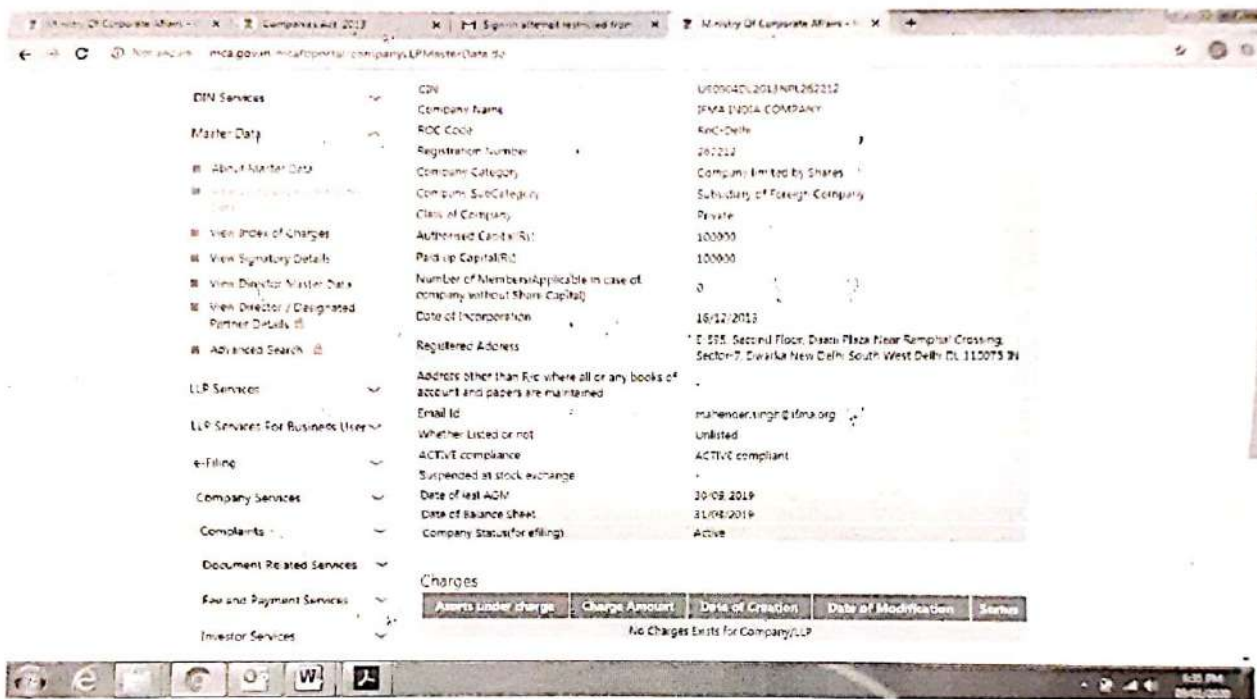 Ministry Of Corporate Affairs -
Companies Act 2013
Sign-in attempt restricted from
Ministry Of Corporate Affairs -
DIN Services
Master Data
About Master Data
View Index of Charges
View Signatory Details
View Director Master Data
View Director / Designated
Partner Details
Advanced Search
LLP Services
LLP Services For Business User
e-Filing
Company Services
Complaints
Document Related Services
Fee and Payment Services
Investor Services
CIN
Company Name IFMA INDIA COMPANY
ROC Code RoC-Delhi
Registration Number 262212
Company Category Company limited by Shares
Company SubCategory Subsidiary of Foreign Company
Class of Company Private
Authorised Capital(Rs) 100000
Paid up Capital(Rs) 100000
Number of Members(Applicable in case of
company without Share Capital) 0
Date of Incorporation 16/12/2013
Registered Address
Second Floor, Plaza Near Ramphal Crossing,
Sector-7, Dwarka New Delhi South West Delhi DL 110075 IN
Address other than R/o where all or any books of
account and papers are maintained -
Email Id mahender.singh@ifma.org
Whether Listed or not Unlisted
ACTIVE compliance ACTIVE compliant
Suspended at stock exchange -
Date of last AGM 30/09/2019
Date of Balance Sheet
Company Status(for efiling) Active
Charges
Assets under charge Charge Amount Date of Creation Date of Modification Status
No Charges Exists for Company/LLP